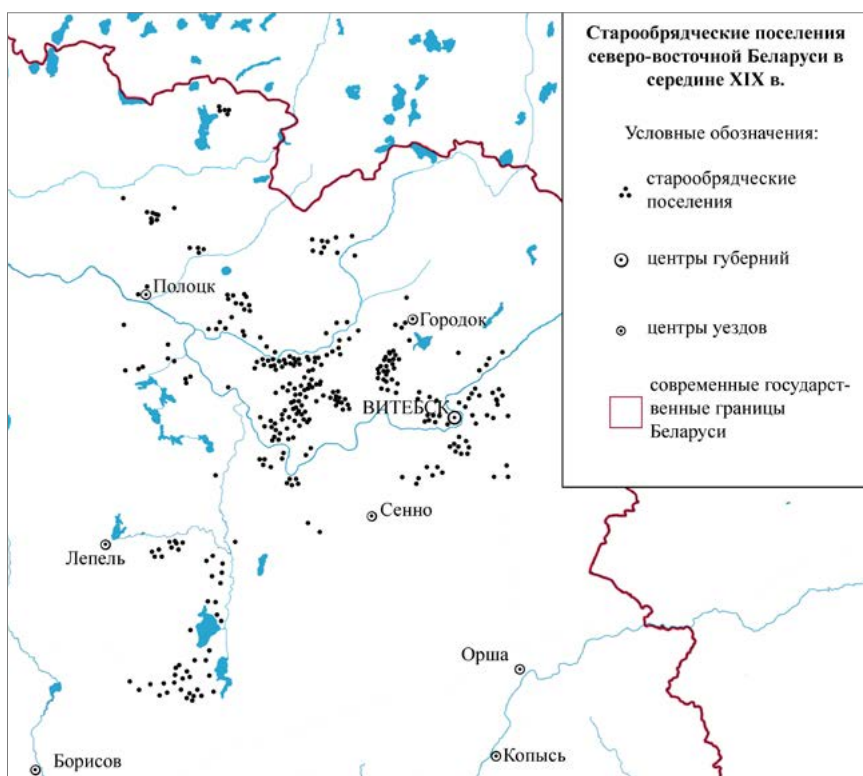 Старообрядческие поселения
северо-восточной Беларуси в
середине XIX в.
Условные обозначения:
старообрядческие
поселения
центры губерний
центры уездов
современные государст-
венные границы
Беларуси
Полоцк
Городок
ВИТЕБСК
Сенно
Лепель
Орша
Борисов
Копысь